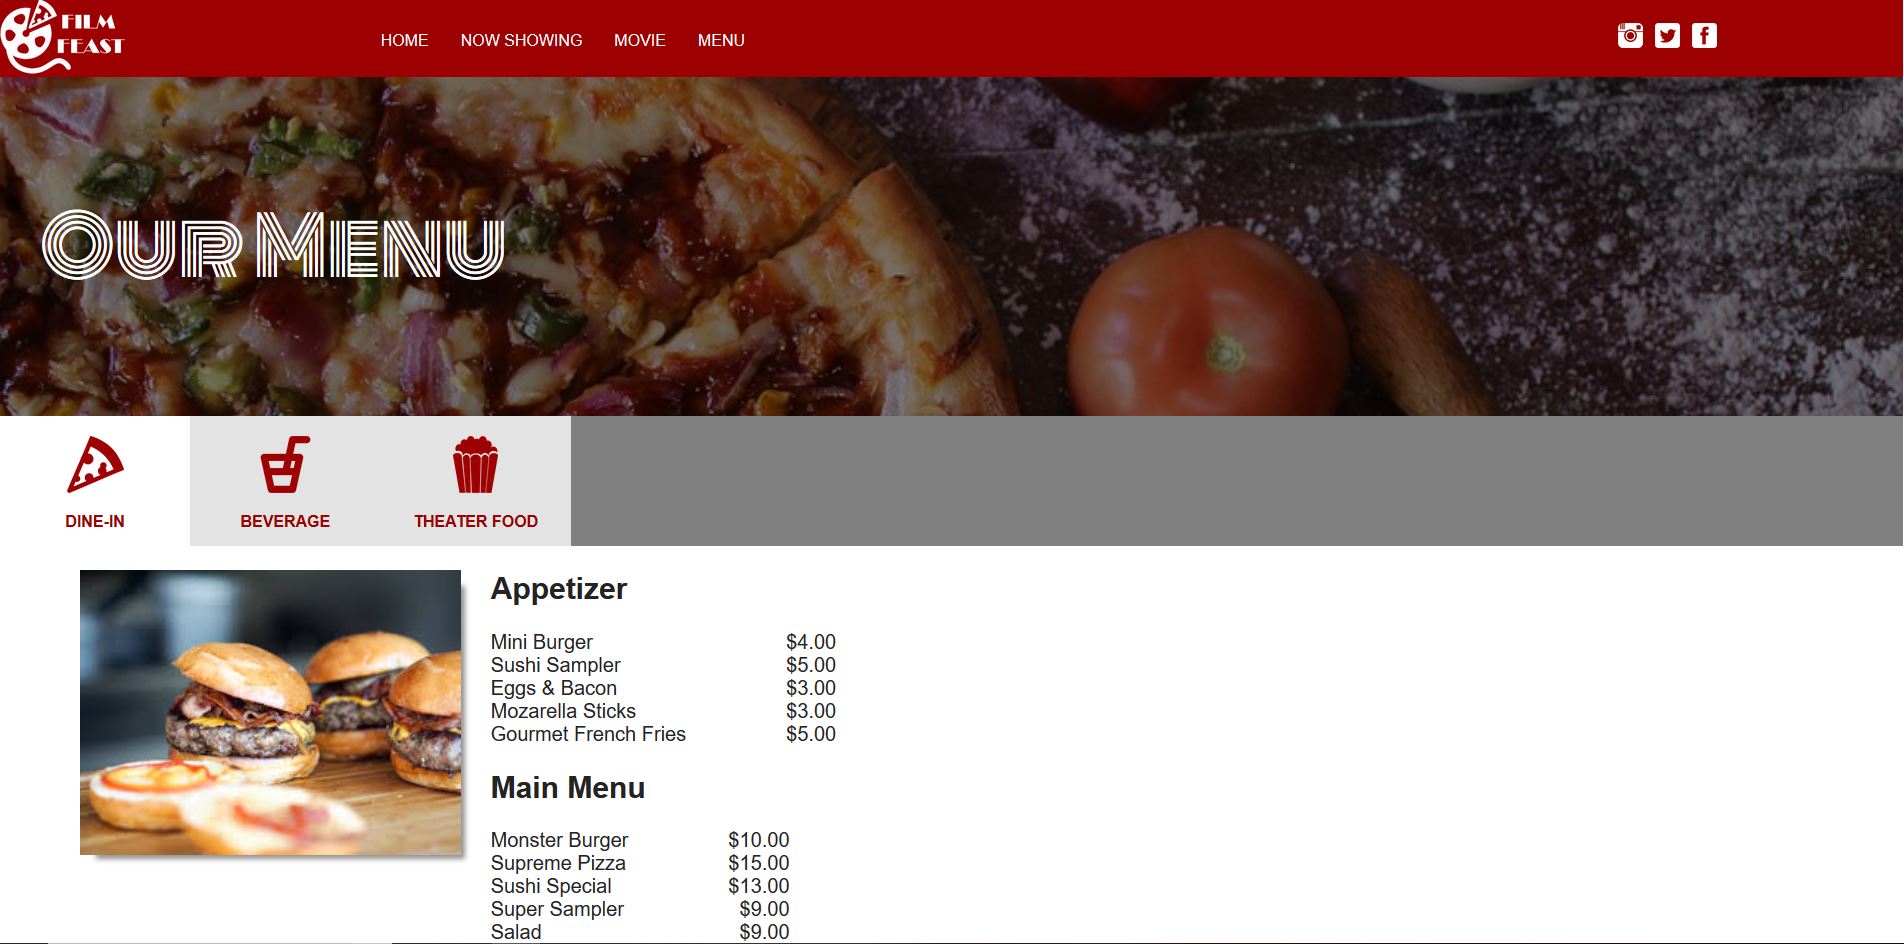 FILM
FEAST
HOME NOW SHOWING MOVIE MENU
OUR MENU
DINE-IN BEVERAGE THEATER FOOD
Appetizer
Mini Burger $4.00
Sushi Sampler $5.00
Eggs & Bacon $3.00
Mozarella Sticks $3.00
Gourmet French Fries $5.00
Main Menu
Monster Burger $10.00
Supreme Pizza $15.00
Sushi Special $13.00
Super Sampler $9.00
Salad $9.00